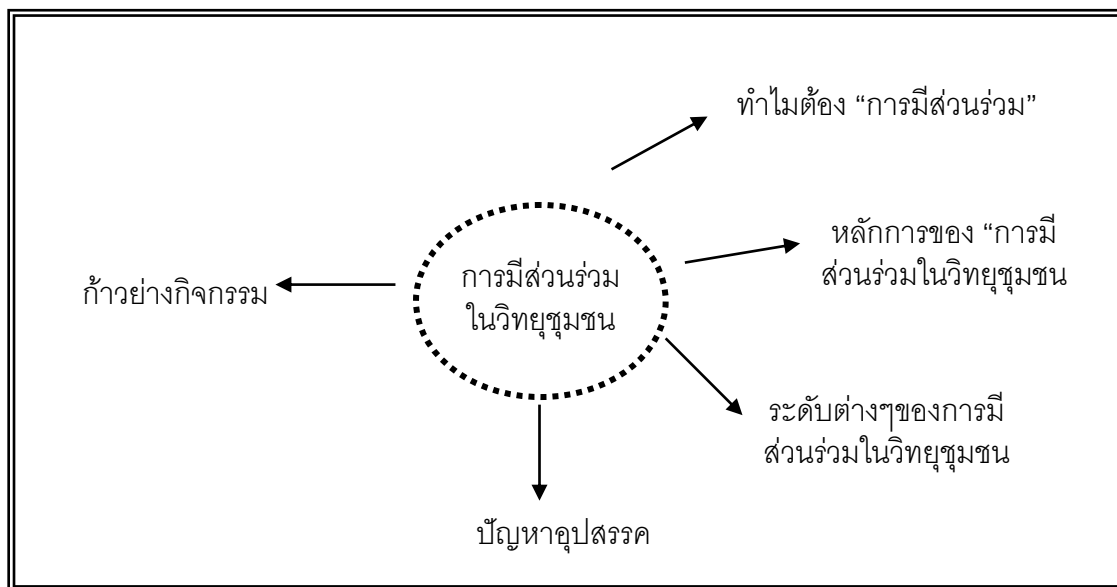 ทำไมต้อง “การมีส่วนร่วม”
หลักการของ “การมี
ส่วนร่วมในวิทยุชุมชน
การมีส่วนร่วม
ในวิทยุชุมชน
ก้าวย่างกิจกรรม
ระดับต่างๆของการมี
ส่วนร่วมในวิทยุชุมชน
ปัญหาอุปสรรค